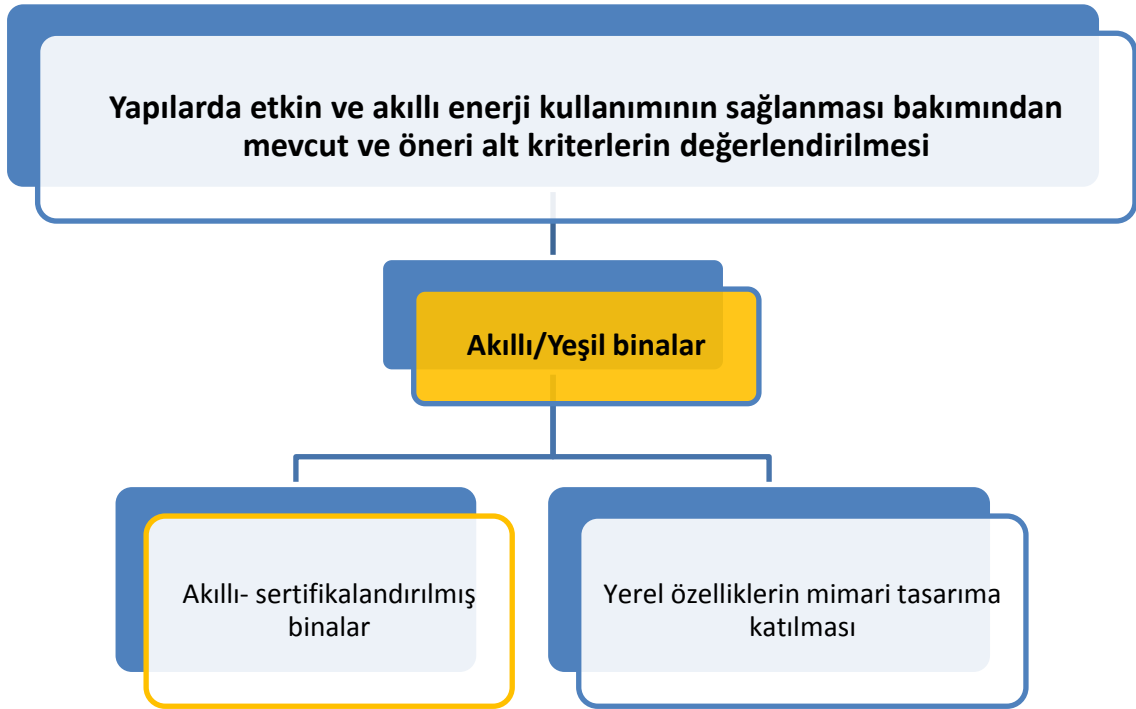 Yapılarda etkin ve akıllı enerji kullanımının sağlanması bakımından
mevcut ve öneri alt kriterlerin değerlendirilmesi
Akıllı/Yeşil binalar
Akıllı- sertifikalandırılmış
binalar
Yerel özelliklerin mimari tasarıma
katılması